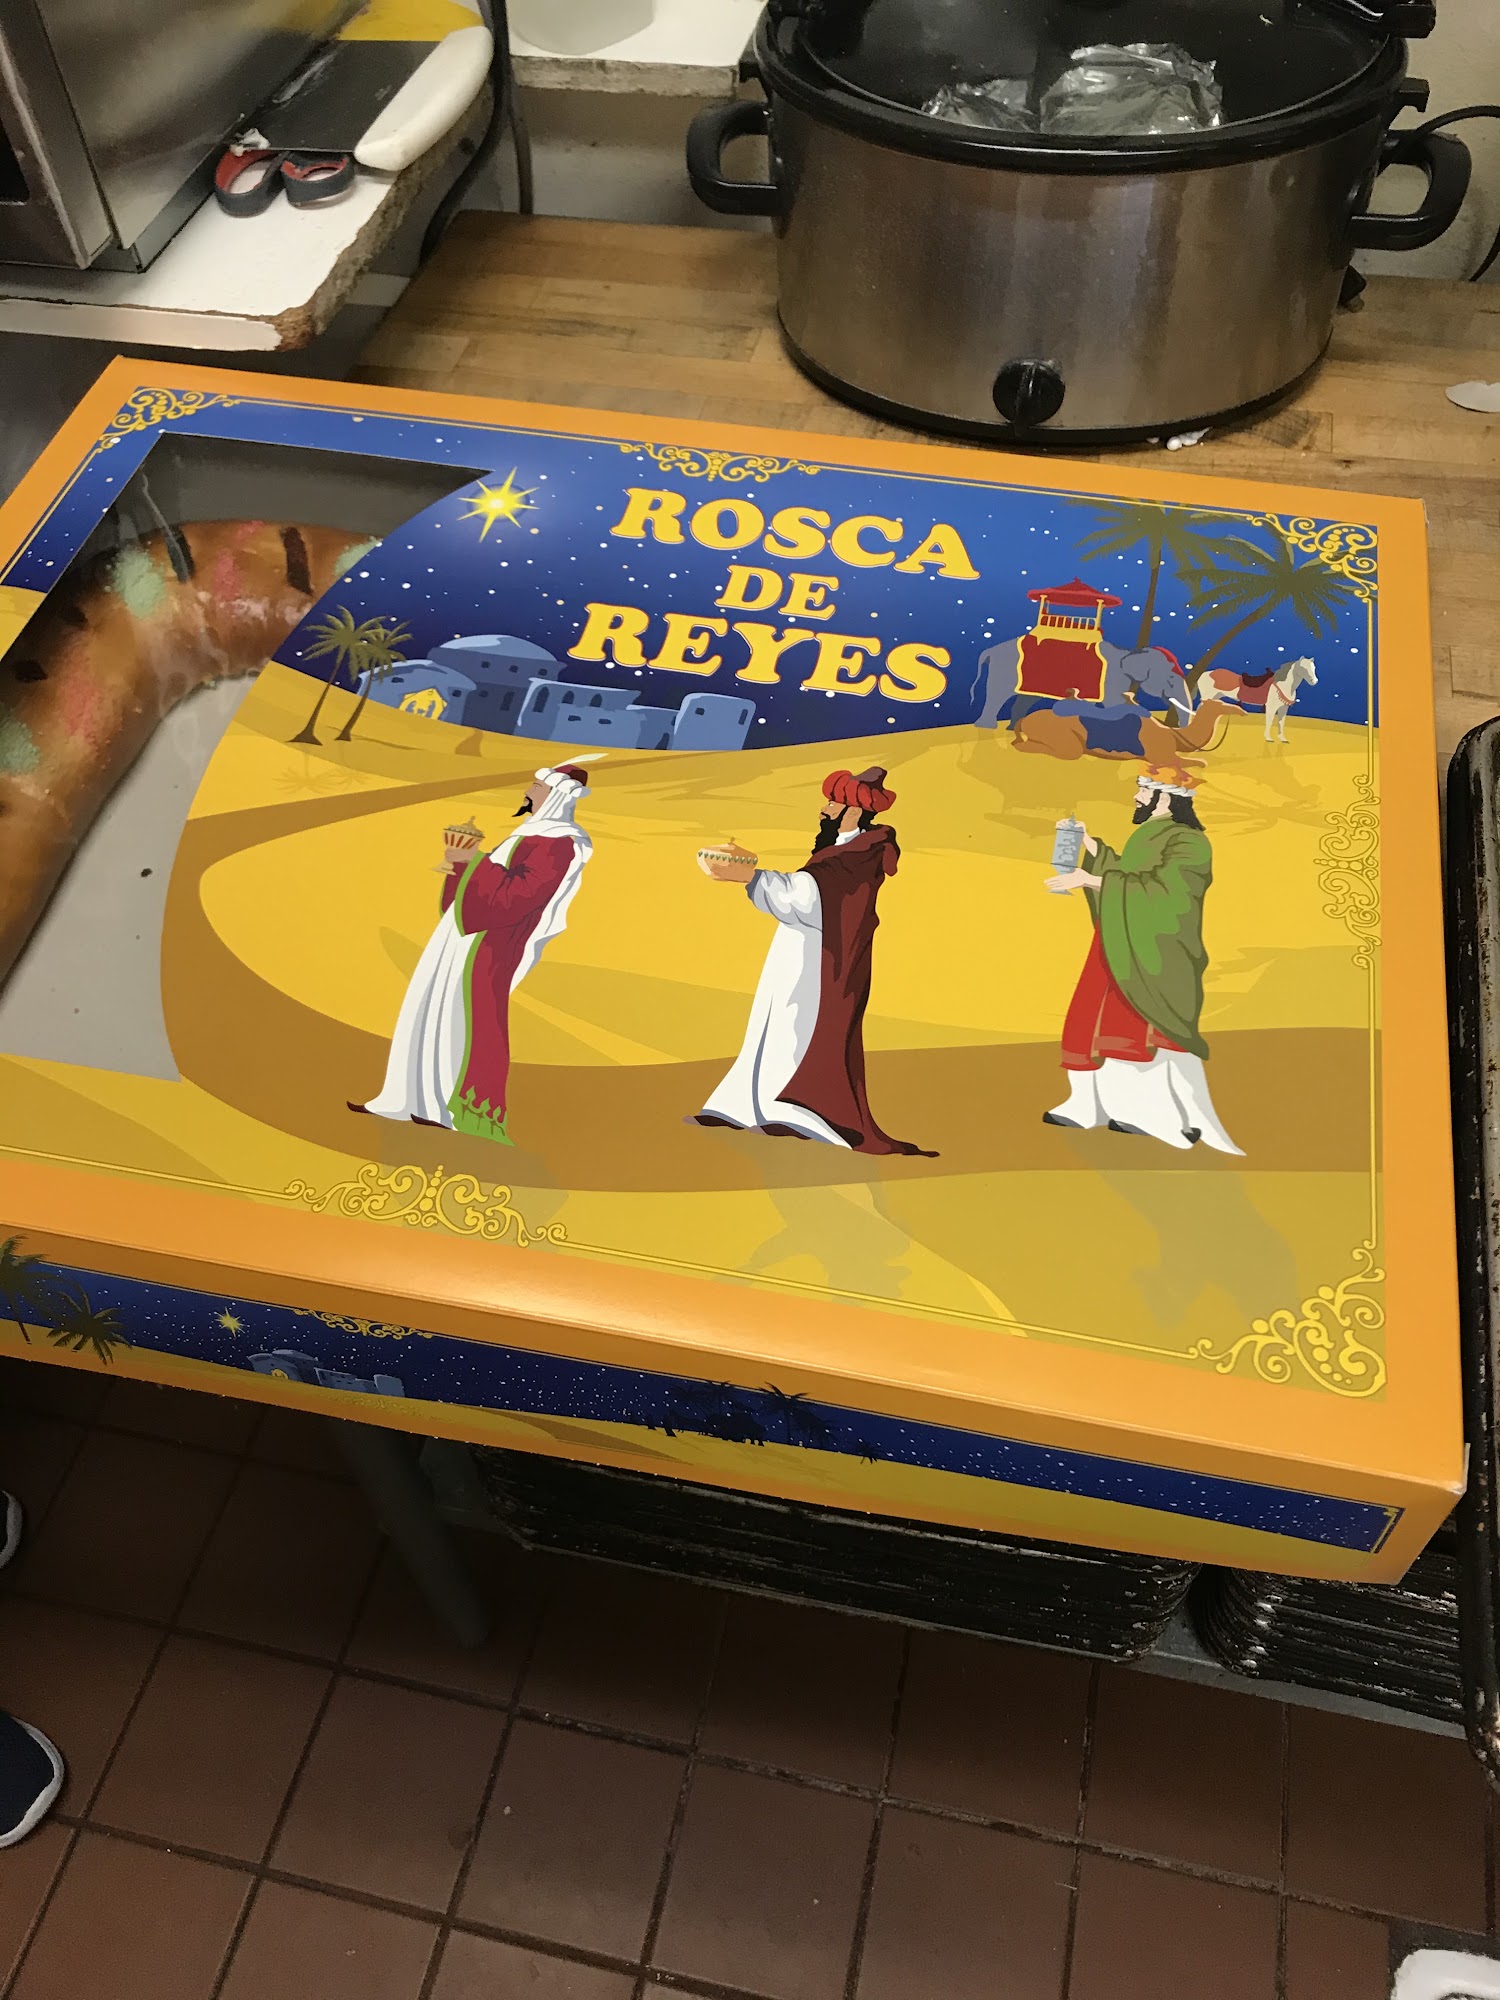 ROSCA
DE
REYES